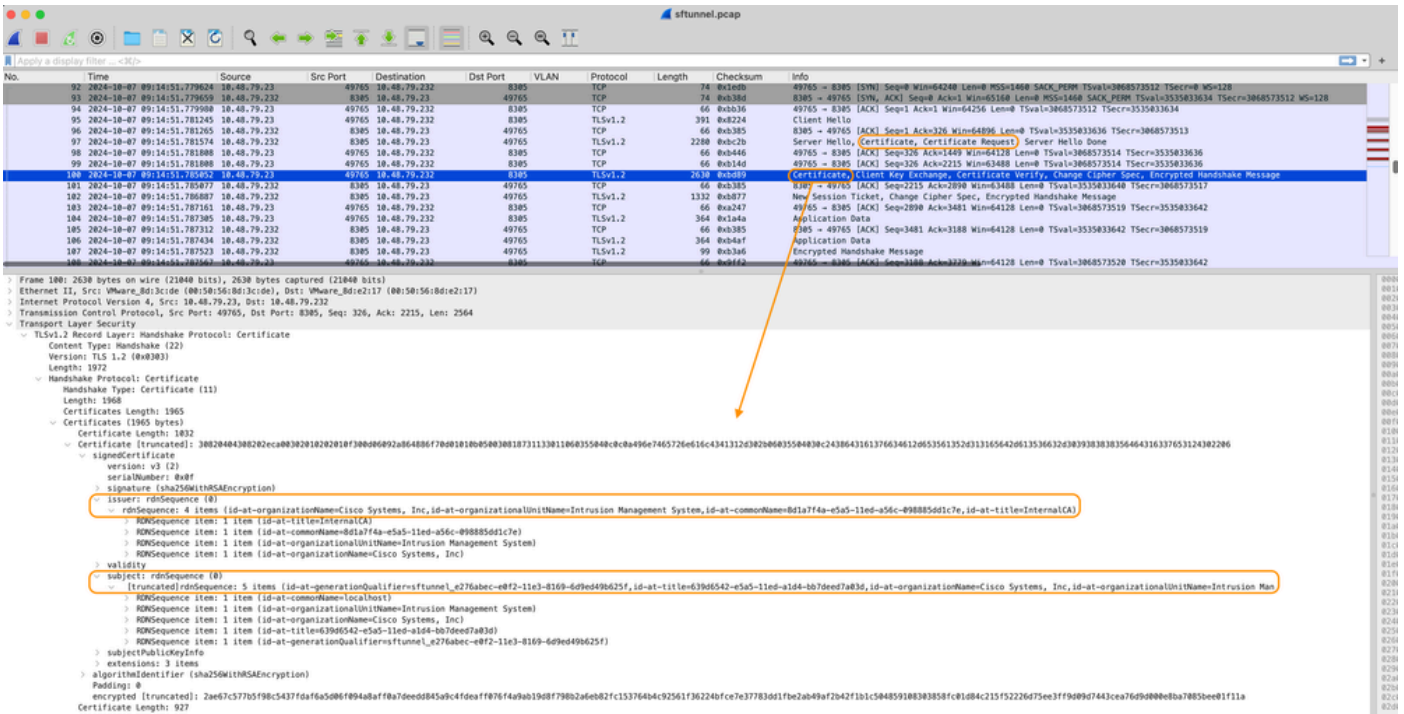 sftunnel.pcap
Apply a display filter ... <⌘/>
No. Time Source Src Port Destination Dst Port VLAN Protocol Length Checksum Info
92 2024-10-07 09:14:51.779624 10.48.79.23 49765 10.48.79.232 8305 TCP 74 0x1edb 49765 → 8305 [SYN] Seq=0 Win=64240 Len=0 MSS=1460 SACK_PERM TSval=3068573512 TSecr=0 WS=128
93 2024-10-07 09:14:51.779659 10.48.79.232 8305 10.48.79.23 49765 TCP 74 0xb38d 8305 → 49765 [SYN, ACK] Seq=0 Ack=1 Win=65160 Len=0 MSS=1460 SACK_PERM TSval=3535033634 TSecr=3068573512 WS=128
94 2024-10-07 09:14:51.779980 10.48.79.23 49765 10.48.79.232 8305 TCP 66 0xbb36 49765 → 8305 [ACK] Seq=1 Ack=1 Win=64256 Len=0 TSval=3068573512 TSecr=3535033634
95 2024-10-07 09:14:51.781245 10.48.79.23 49765 10.48.79.232 8305 TLSv1.2 391 0x8224 Client Hello
96 2024-10-07 09:14:51.781265 10.48.79.232 8305 10.48.79.23 49765 TCP 66 0xb385 8305 → 49765 [ACK] Seq=1 Ack=326 Win=64896 Len=0 TSval=3535033636 TSecr=3068573513
97 2024-10-07 09:14:51.781574 10.48.79.232 8305 10.48.79.23 49765 TLSv1.2 2280 0xbc2b Server Hello, Certificate, Certificate Request, Server Hello Done
98 2024-10-07 09:14:51.781808 10.48.79.23 49765 10.48.79.232 8305 TCP 66 0xb446 49765 → 8305 [ACK] Seq=326 Ack=1449 Win=64128 Len=0 TSval=3068573514 TSecr=3535033636
99 2024-10-07 09:14:51.781808 10.48.79.23 49765 10.48.79.232 8305 TCP 66 0xb14d 49765 → 8305 [ACK] Seq=326 Ack=2215 Win=63488 Len=0 TSval=3068573514 TSecr=3535033636
100 2024-10-07 09:14:51.785052 10.48.79.23 49765 10.48.79.232 8305 TLSv1.2 2630 0xbd89 Certificate, Client Key Exchange, Certificate Verify, Change Cipher Spec, Encrypted Handshake Message
101 2024-10-07 09:14:51.785077 10.48.79.232 8305 10.48.79.23 49765 TCP 66 0xb385 8305 → 49765 [ACK] Seq=2215 Ack=2890 Win=63488 Len=0 TSval=3535033640 TSecr=3068573517
102 2024-10-07 09:14:51.786887 10.48.79.232 8305 10.48.79.23 49765 TLSv1.2 1332 0xb877 New Session Ticket, Change Cipher Spec, Encrypted Handshake Message
103 2024-10-07 09:14:51.787161 10.48.79.23 49765 10.48.79.232 8305 TCP 66 0xa247 49765 → 8305 [ACK] Seq=2890 Ack=3481 Win=64128 Len=0 TSval=3068573519 TSecr=3535033642
104 2024-10-07 09:14:51.787305 10.48.79.23 49765 10.48.79.232 8305 TLSv1.2 364 0x1a4a Application Data
105 2024-10-07 09:14:51.787312 10.48.79.232 8305 10.48.79.23 49765 TCP 66 0xb385 8305 → 49765 [ACK] Seq=3481 Ack=3188 Win=64128 Len=0 TSval=3535033642 TSecr=3068573519
106 2024-10-07 09:14:51.787434 10.48.79.232 8305 10.48.79.23 49765 TLSv1.2 364 0xb4af Application Data
107 2024-10-07 09:14:51.787523 10.48.79.232 8305 10.48.79.23 49765 TLSv1.2 99 0xb3a6 Encrypted Handshake Message
108 2024-10-07 09:14:51.787567 10.48.79.23 49765 10.48.79.232 8305 TCP 66 0x9ff2 49765 → 8305 [ACK] Seq=3188 Ack=3779 Win=64128 Len=0 TSval=3068573520 TSecr=3535033642
Frame 100: 2630 bytes on wire (21040 bits), 2630 bytes captured (21040 bits)
Ethernet II, Src: VMware_8d:3c:de (00:50:56:8d:3c:de), Dst: VMware_8d:e2:17 (00:50:56:8d:e2:17)
Internet Protocol Version 4, Src: 10.48.79.23, Dst: 10.48.79.232
Transmission Control Protocol, Src Port: 49765, Dst Port: 8305, Seq: 326, Ack: 2215, Len: 2564
Transport Layer Security
TLSv1.2 Record Layer: Handshake Protocol: Certificate
Content Type: Handshake (22)
Version: TLS 1.2 (0x0303)
Length: 1972
Handshake Protocol: Certificate
Handshake Type: Certificate (11)
Length: 1968
Certificates Length: 1965
Certificates (1965 bytes)
Certificate Length: 1032
Certificate [truncated]:
signedCertificate
version: v3 (2)
serialNumber: 0x0f
signature (sha256WithRSAEncryption)
issuer: rdnSequence (0)
rdnSequence: 4 items (id-at-organizationName=Cisco Systems, Inc,id-at-organizationalUnitName=Intrusion Management System,id-at-commonName=8d1a7f4a-e5a5-11ed-a56c-098885dd1c7e,id-at-title=InternalCA)
RDNSequence item: 1 item (id-at-title=InternalCA)
RDNSequence item: 1 item (id-at-commonName=8d1a7f4a-e5a5-11ed-a56c-098885dd1c7e)
RDNSequence item: 1 item (id-at-organizationalUnitName=Intrusion Management System)
RDNSequence item: 1 item (id-at-organizationName=Cisco Systems, Inc)
validity
subject: rdnSequence (0)
[truncated]rdnSequence: 5 items (id-at-generationQualifier=sftunnel_e276abec-e0f2-11e3-8169-6d9ed49b625f,id-at-title=639d6542-e5a5-11ed-a1d4-bb7deed7a03d,id-at-organizationName=Cisco Systems, Inc,id-at-organizationalUnitName=Intrusion Man
RDNSequence item: 1 item (id-at-commonName=localhost)
RDNSequence item: 1 item (id-at-organizationalUnitName=Intrusion Management System)
RDNSequence item: 1 item (id-at-organizationName=Cisco Systems, Inc)
RDNSequence item: 1 item (id-at-title=639d6542-e5a5-11ed-a1d4-bb7deed7a03d)
RDNSequence item: 1 item (id-at-generationQualifier=sftunnel_e276abec-e0f2-11e3-8169-6d9ed49b625f)
subjectPublicKeyInfo
extensions: 3 items
algorithmIdentifier (sha256WithRSAEncryption)
Padding: 0
encrypted [truncated]:
Certificate Length: 927